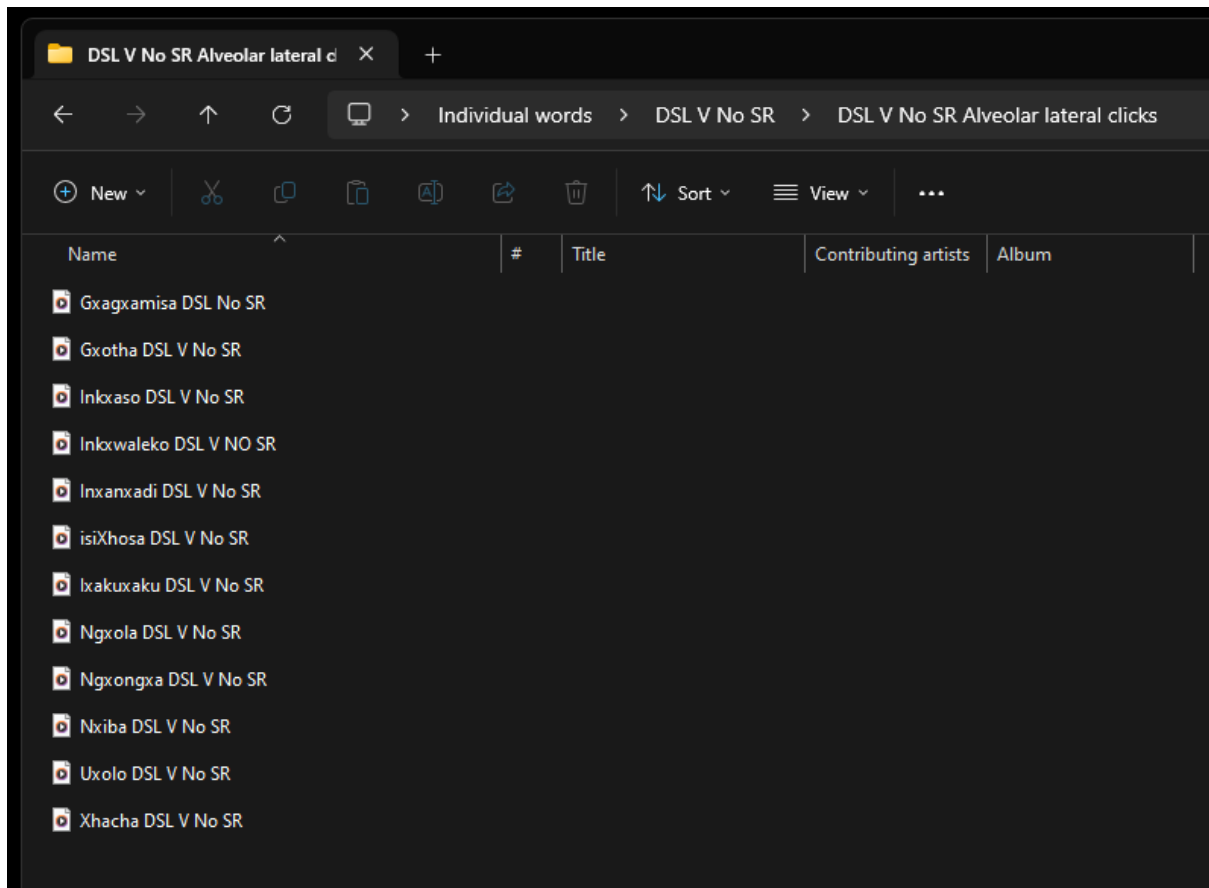 DSL V No SR Alveolar lateral cl
Individual words > DSL V No SR > DSL V No SR Alveolar lateral clicks
New Sort View
Name # Title Contributing artists Album
Gxagxamisa DSL No SR
Gxotha DSL V No SR
Inkxaso DSL V No SR
Inkxwaleko DSL V NO SR
Inxanxadi DSL V No SR
isiXhosa DSL V No SR
Ixakuxaku DSL V No SR
Ngxola DSL V No SR
Ngxongxa DSL V No SR
Nxiba DSL V No SR
Uxolo DSL V No SR
Xhacha DSL V No SR